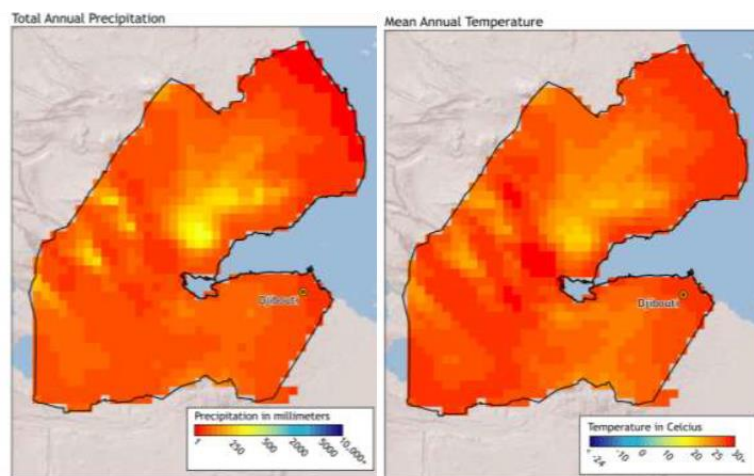 Total Annual Precipitation
Mean Annual Temperature
Djibouti
Djibouti
Precipitation in millimeters
1 250 500 2000 5000 10,000+
Temperature in Celcius
-24 -10 0 10 20 25 30+